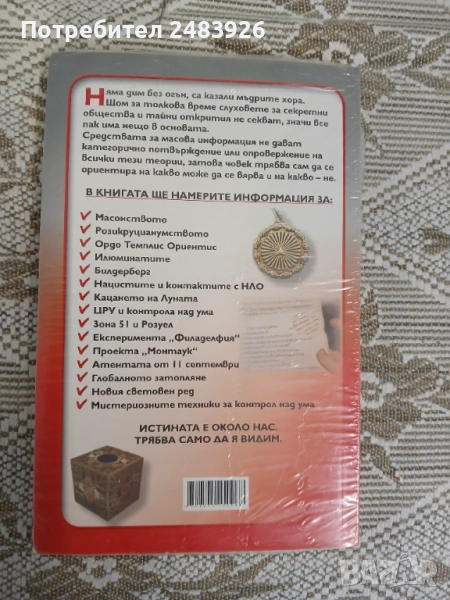 Потребител 2483926
Няма дим без огън, са казали мъдрите хора.
Щом за толкова време слуховете за секретни
общества и тайни открития не секват, значи все
пак има нещо в основата.
Средствата за масова информация не дават
категорично потвърждение или опровержение на
всички тези теории, затова човек трябва сам да се
ориентира на какво може да се вярва и на какво – не.
В КНИГАТА ЩЕ НАМЕРИТЕ ИНФОРМАЦИЯ ЗА:
Масонството
Розикруцианумството
Ордо Темплис Ориентис
Илюминатите
Билдерберг
Нацистите и контактите с НЛО
Кацането на Луната
ЦРУ и контрола над ума
Зона 51 и Розуел
Експеримента „Филаделфия“
Проекта „Монтаук“
Атентата от 11 септември
Глобалното затопляне
Новия световен ред
Мистериозните техники за контрол над ума
ИСТИНАТА Е ОКОЛО НАС.
ТРЯБВА САМО ДА Я ВИДИМ.
БАЗАР